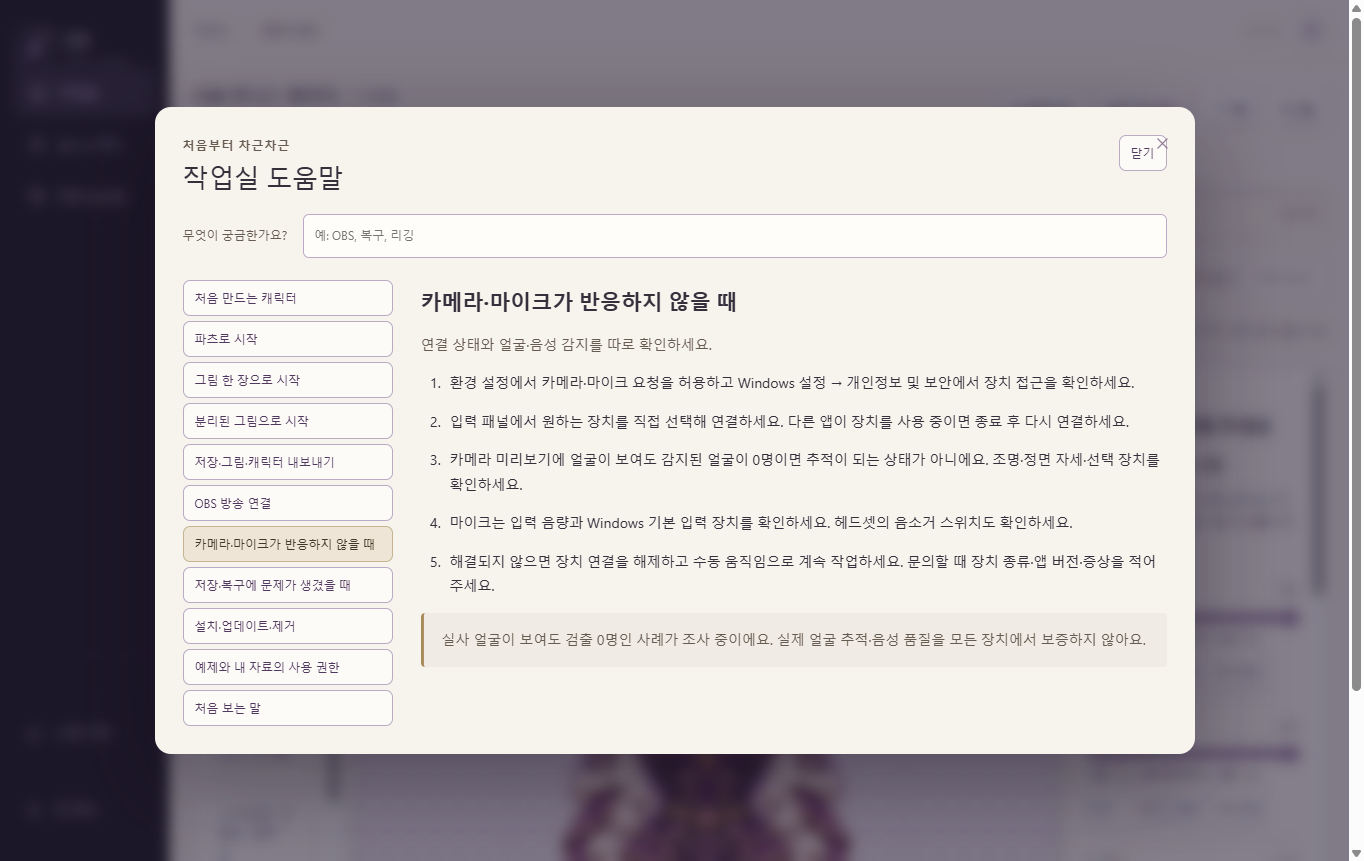 처음부터 차근차근
작업실 도움말
닫기
무엇이 궁금한가요?
예: OBS, 복구, 리깅
처음 만드는 캐릭터
파츠로 시작
그림 한 장으로 시작
분리된 그림으로 시작
저장·그림·캐릭터 내보내기
OBS 방송 연결
카메라·마이크가 반응하지 않을 때
저장·복구에 문제가 생겼을 때
설치·업데이트·제거
예제와 내 자료의 사용 권한
처음 보는 말
카메라·마이크가 반응하지 않을 때
연결 상태와 얼굴·음성 감지를 따로 확인하세요.
1. 환경 설정에서 카메라·마이크 요청을 허용하고 Windows 설정 → 개인정보 및 보안에서 장치 접근을 확인하세요.
2. 입력 패널에서 원하는 장치를 직접 선택해 연결하세요. 다른 앱이 장치를 사용 중이면 종료 후 다시 연결하세요.
3. 카메라 미리보기에 얼굴이 보여도 감지된 얼굴이 0명이면 추적이 되는 상태가 아니에요. 조명·정면 자세·선택 장치를
확인하세요.
4. 마이크는 입력 음량과 Windows 기본 입력 장치를 확인하세요. 헤드셋의 음소거 스위치도 확인하세요.
5. 해결되지 않으면 장치 연결을 해제하고 수동 움직임으로 계속 작업하세요. 문의할 때 장치 종류·앱 버전·증상을 적어
주세요.
실사 얼굴이 보여도 검출 0명인 사례가 조사 중이에요. 실제 얼굴 추적·음성 품질을 모든 장치에서 보증하지 않아요.